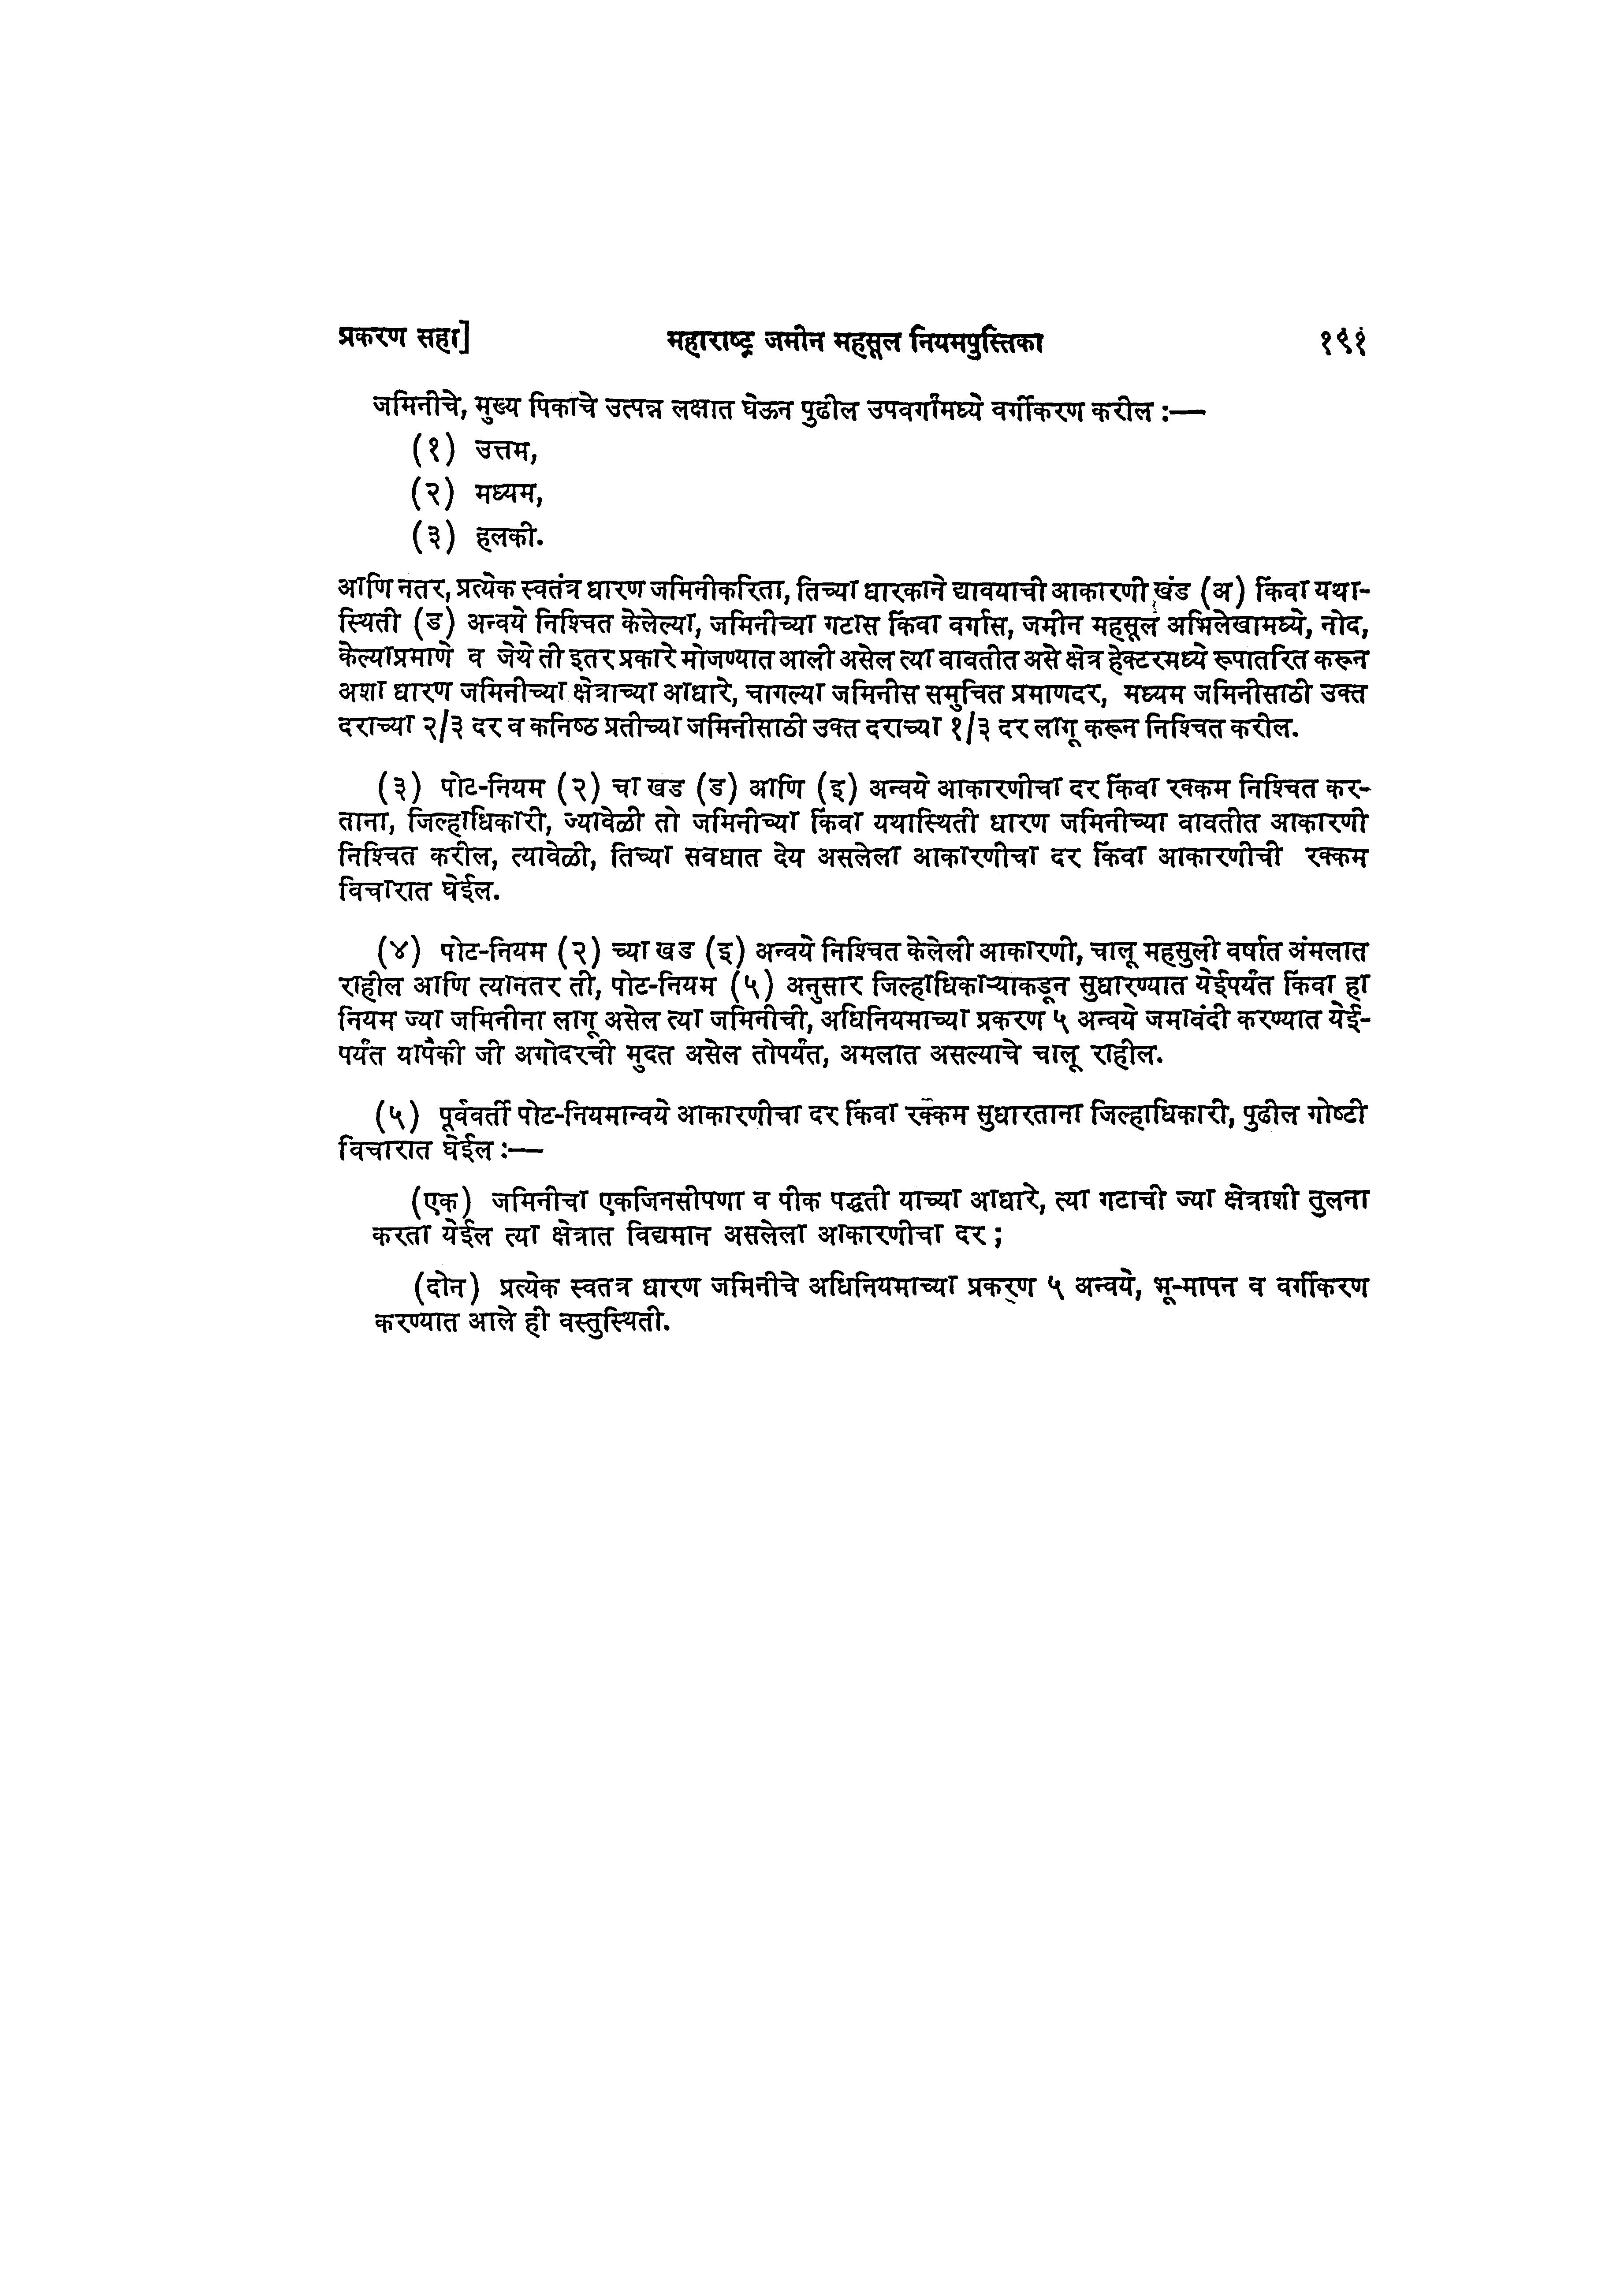 प्रकरण सहा] महाराष्ट्र जमीन महसूल नियमपुस्तिका १९१
जमिनीचे, मुख्य पिकाचे उत्पन्न लक्षात घेऊन पुढील उपवर्गांमध्ये वर्गीकरण करील :—
(१) उत्तम,
(२) मध्यम,
(३) हलकी.
आणि नतर, प्रत्येक स्वतंत्र धारण जमिनीकरिता, तिच्या धारकाने द्यावयाची आकारणी खंड (अ) किंवा यथा-
स्थिती (ड) अन्वये निश्चित केलेल्या, जमिनीच्या गटास किंवा वर्गास, जमीन महसूल अभिलेखामध्ये, नोद,
केल्याप्रमाणे व जेथे ती इतर प्रकारे मोजण्यात आली असेल त्या वावतीत असे क्षेत्र हेक्टरमध्ये रूपातरित करून
अशा धारण जमिनीच्या क्षेत्राच्या आधारे, चागल्या जमिनीस समुचित प्रमाणदर, मध्यम जमिनीसाठी उक्त
दराच्या २/३ दर व कनिष्ठ प्रतीच्या जमिनीसाठी उक्त दराच्या १/३ दर लागू करून निश्चित करील.
(३) पोट-नियम (२) चा खड (ड) आणि (इ) अन्वये आकारणीचा दर किंवा रक्कम निश्चित कर-
ताना, जिल्हाधिकारी, ज्यावेळी तो जमिनीच्या किंवा यथास्थिती धारण जमिनीच्या वावतीत आकारणी
निश्चित करील, त्यावेळी, तिच्या सवधात देय असलेला आकारणीचा दर किंवा आकारणीची रक्कम
विचारात घेईल.
(४) पोट-नियम (२) च्या खड (इ) अन्वये निश्चित केलेली आकारणी, चालू महसुली वर्षात अंमलात
राहील आणि त्यानतर ती, पोट-नियम (५) अनुसार जिल्हाधिकाऱ्याकडून सुधारण्यात येईपर्यंत किंवा हा
नियम ज्या जमिनीना लागू असेल त्या जमिनीची, अधिनियमाच्या प्रकरण ५ अन्वये जमावंदी करण्यात येई-
पर्यंत यापैकी जी अगोदरची मुदत असेल तोपर्यंत, अमलात असल्याचे चालू राहील.
(५) पूर्ववर्ती पोट-नियमान्वये आकारणीचा दर किंवा रक्कम सुधारताना जिल्हाधिकारी, पुढील गोष्टी
विचारात घेईल :—
(एक) जमिनीचा एकजिनसीपणा व पीक पद्धती याच्या आधारे, त्या गटाची ज्या क्षेत्राशी तुलना
करता येईल त्या क्षेत्रात विद्यमान असलेला आकारणीचा दर ;
(दोन) प्रत्येक स्वतत्र धारण जमिनीचे अधिनियमाच्या प्रकरण ५ अन्वये, भू-मापन व वर्गीकरण
करण्यात आले ही वस्तुस्थिती.